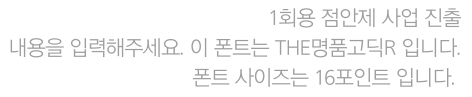 1회용 점안제 사업 진출
내용을 입력해주세요. 이 폰트는 THE명품고딕R 입니다.
폰트 사이즈는 16포인트 입니다.